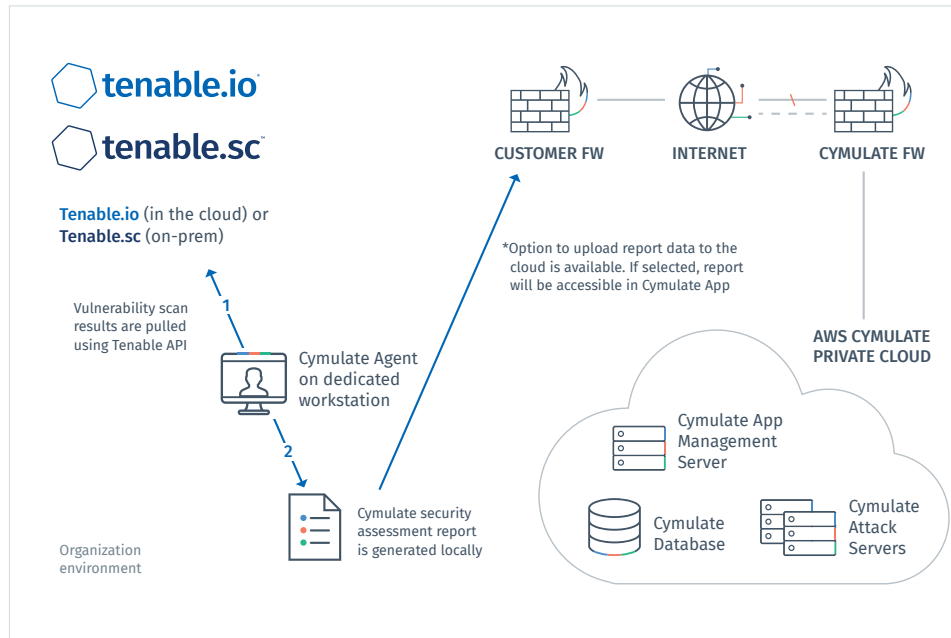 tenable.io
tenable.sc™
CUSTOMER FW
INTERNET
CYMULATE FW
Tenable.io (in the cloud) or
Tenable.sc (on-prem)
*Option to upload report data to the
cloud is available. If selected, report
will be accessible in Cymulate App
1
Vulnerability scan
results are pulled
using Tenable API
Cymulate Agent
on dedicated
workstation
AWS CYMULATE
PRIVATE CLOUD
2
Cymulate App
Management
Server
Cymulate security
assessment report
is generated locally
Cymulate
Database
Cymulate
Attack
Servers
Organization
environment